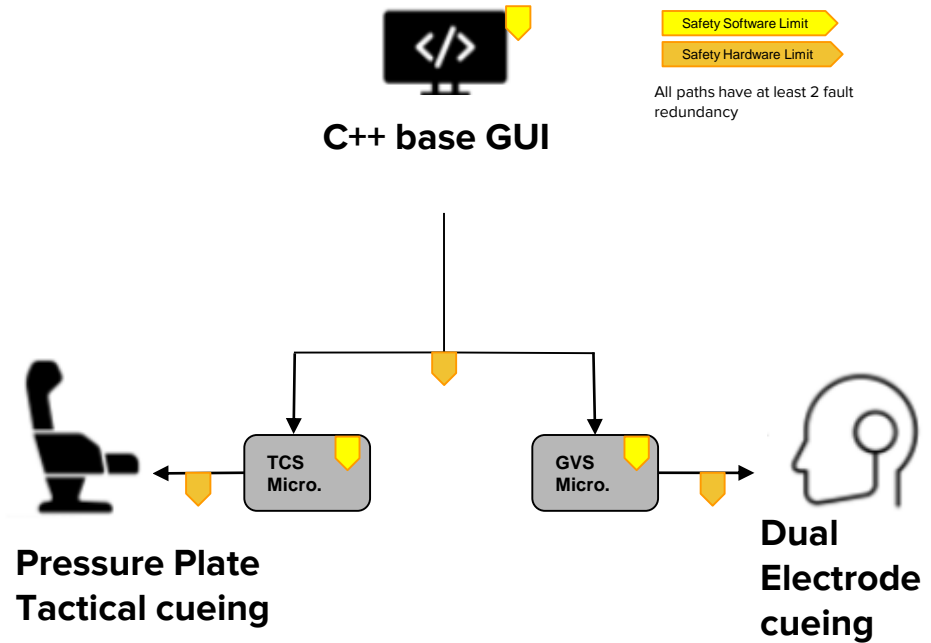 </>
Safety Software Limit
Safety Hardware Limit
All paths have at least 2 fault
redundancy
C++ base GUI
TCS
Micro.
GVS
Micro.
Pressure Plate
Tactical cueing
Dual
Electrode
cueing